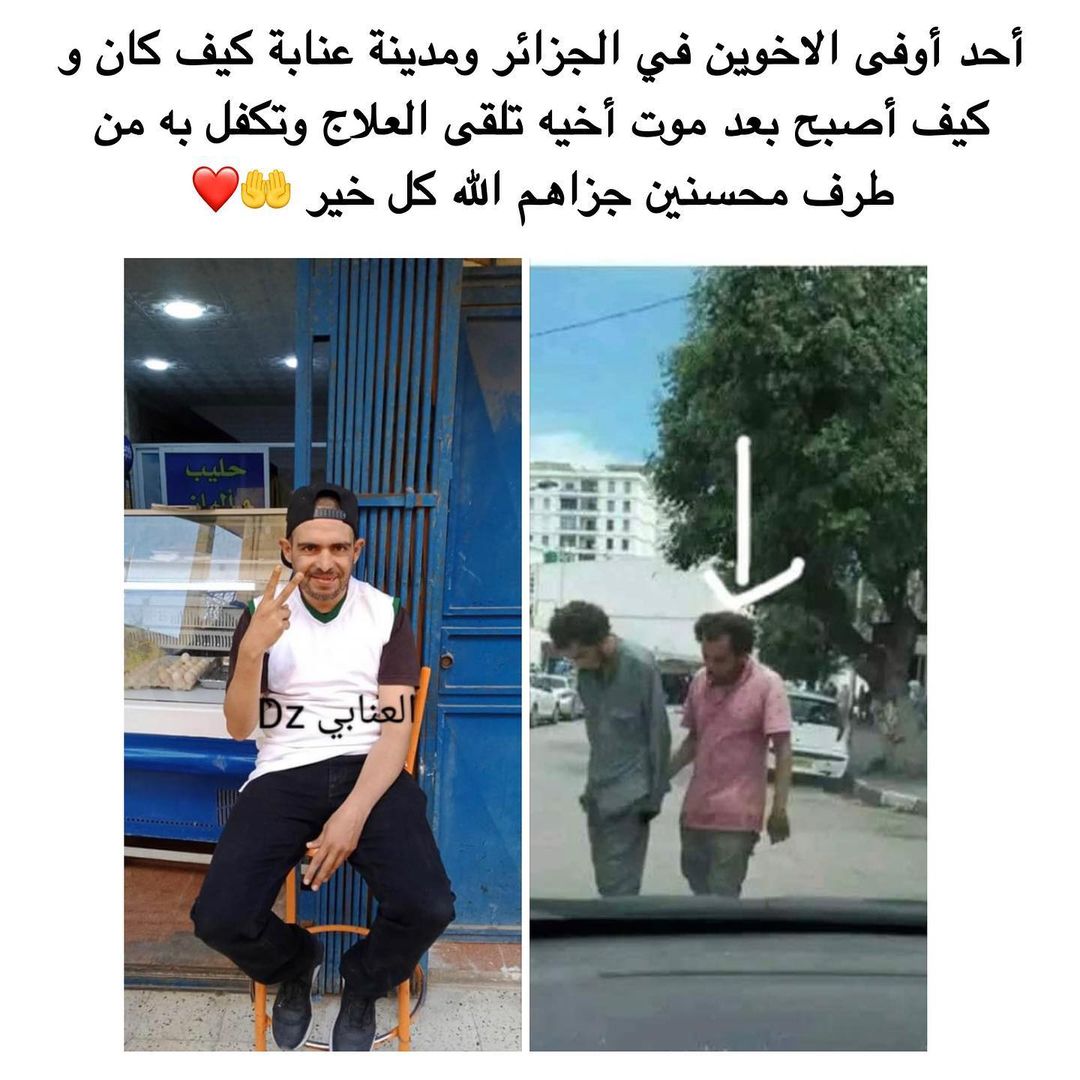 أحد أوفى الاخوين في الجزائر ومدينة عنابة كيف كان و
كيف أصبح بعد موت أخيه تلقى العلاج وتكفل به من
طرف محسنين جزاهم الله كل خير 🤲❤️
حليب
العنابي Dz